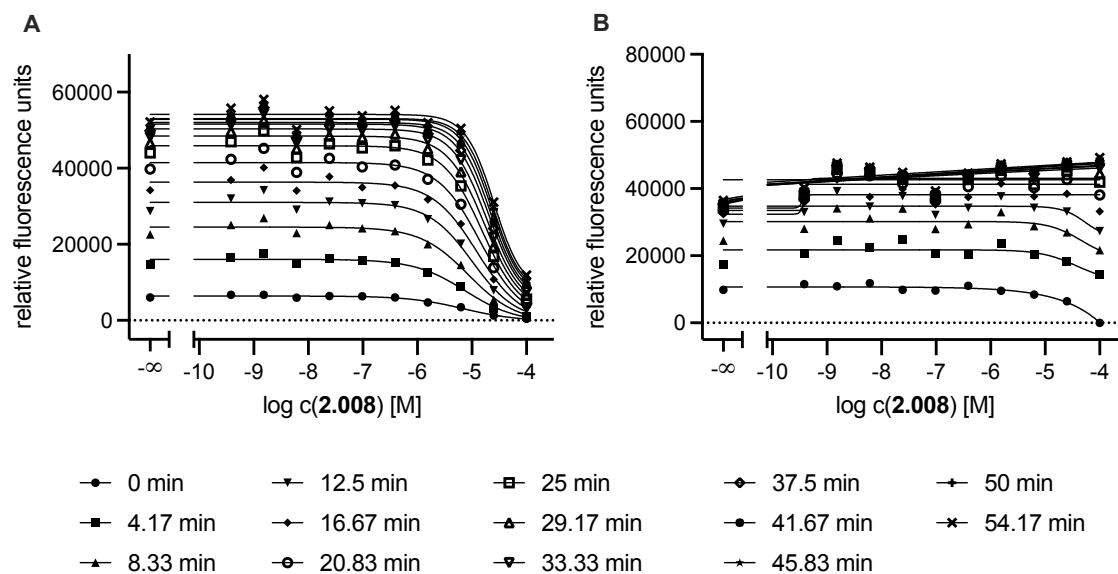 A
B
relative fluorescence units
60000
40000
20000
0
-∞
-10
-9
-8
-7
-6
-5
-4
log c(2.008) [M]
relative fluorescence units
80000
60000
40000
20000
0
-∞
-10
-9
-8
-7
-6
-5
-4
log c(2.008) [M]
0 min
12.5 min
25 min
37.5 min
50 min
4.17 min
16.67 min
29.17 min
41.67 min
54.17 min
8.33 min
20.83 min
33.33 min
45.83 min